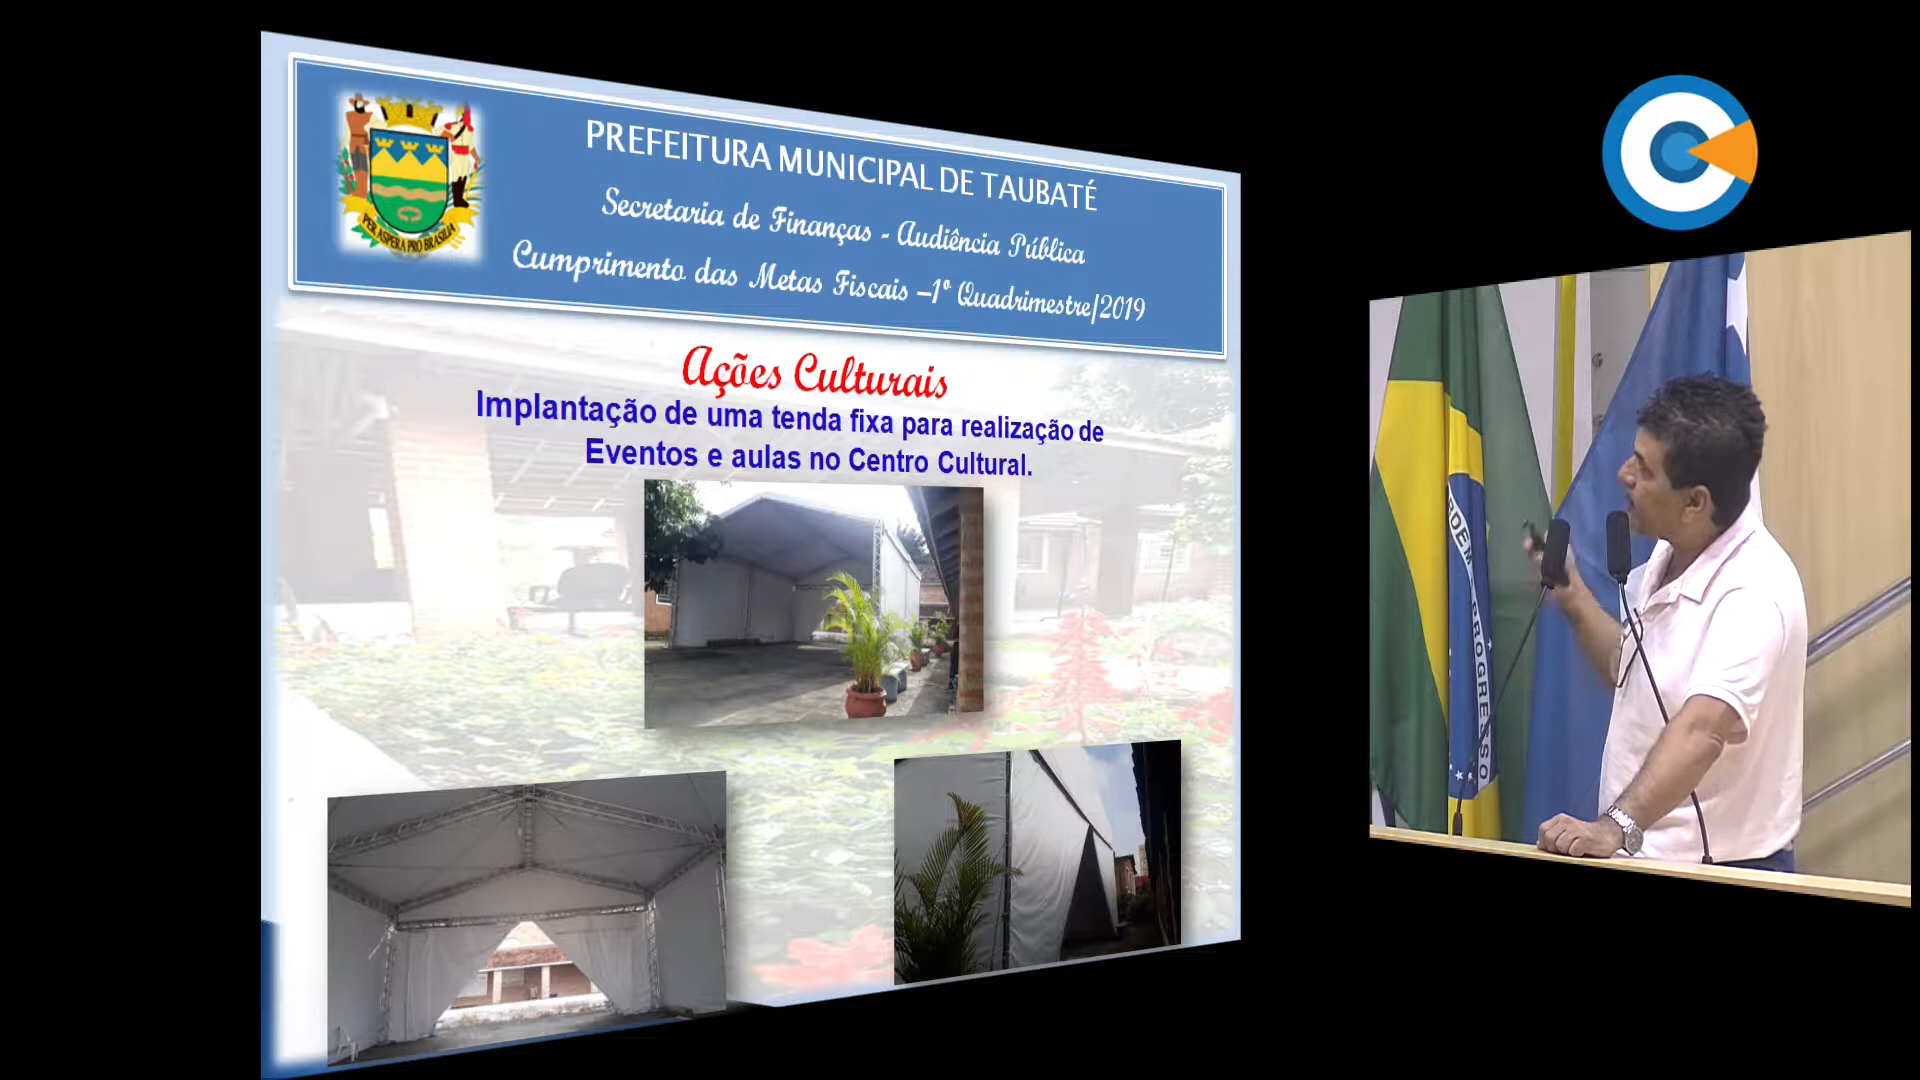 PREFEITURA MUNICIPAL DE TAUBATÉ
Secretaria de Finanças - Audiência Pública
Cumprimento das Metas Fiscais –1º Quadrimestre/2019
PER ASPERA PRO BRASILIA
Ações Culturais
Implantação de uma tenda fixa para realização de
Eventos e aulas no Centro Cultural.
RDEM E PROGRESSO